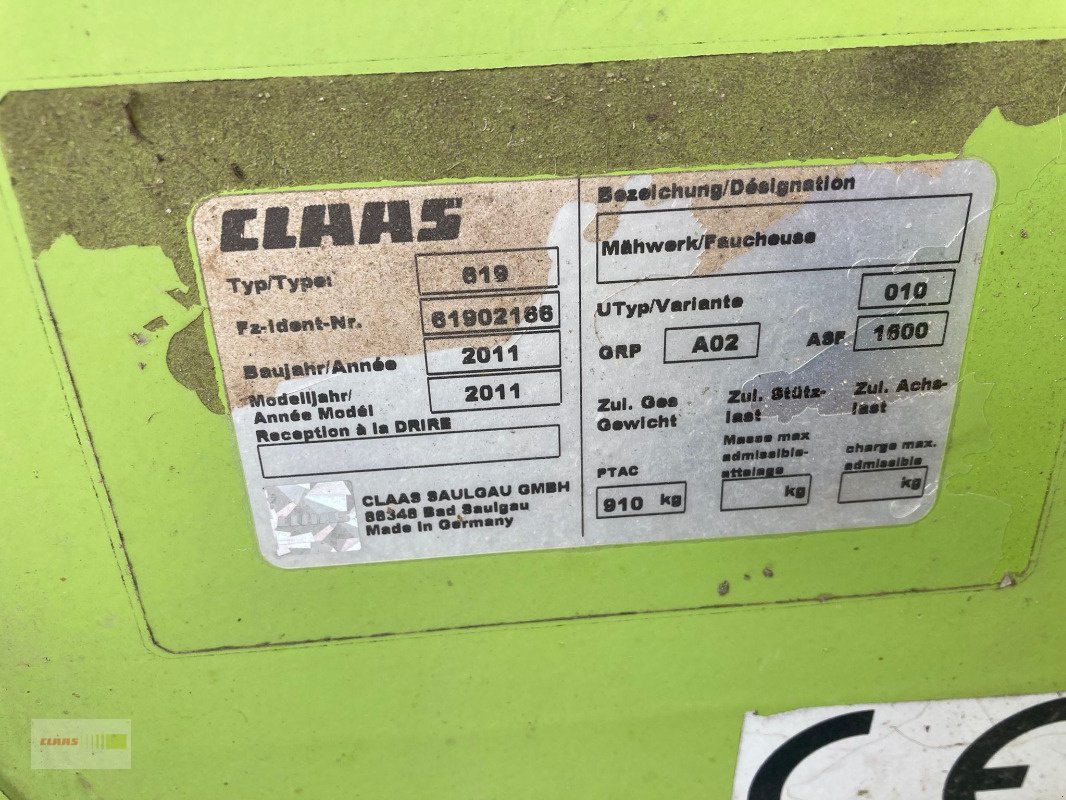 CLAAS
Typ/Type: 619
Fz-Ident-Nr. 61902166
Baujahr/Année 2011
Modelljahr/
Année Modél 2011
Reception à la DRIRE
CLAAS SAULGAU GMBH
88348 Bad Saulgau
Made in Germany
Bezeichung/Désignation
Mähwerk/Faucheuse
UTyp/Variante 010
GRP A02 ASF 1600
Zul. Ges Gewicht
Zul. Stütz-last
Zul. Achs-last
PTAC
Masse max admissible-attelage
charge max. admissible
910 kg
kg
kg
CE
CLAAS